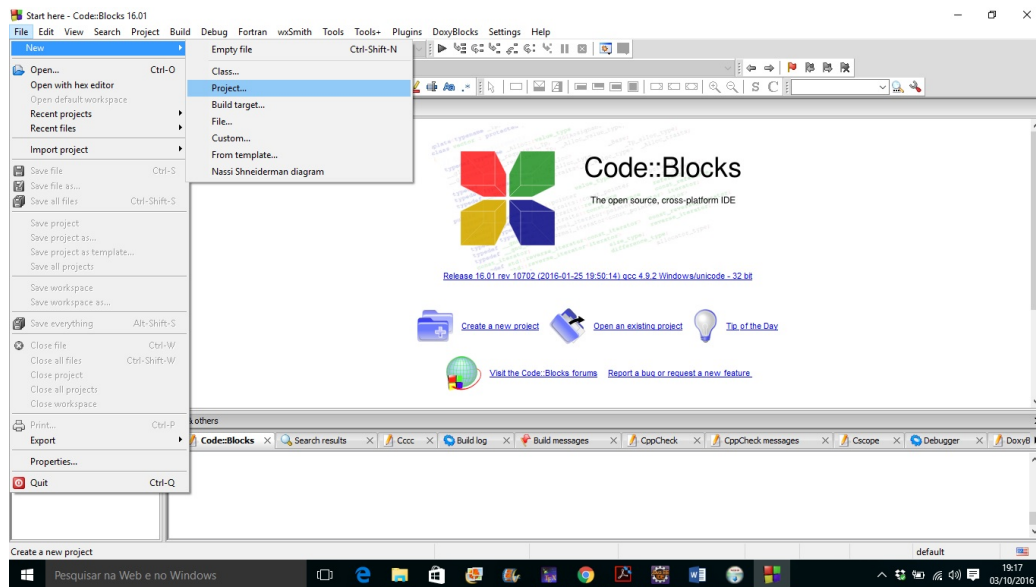 Start here - Code::Blocks 16.01
File Edit View Search Project Build Debug Fortran wxSmith Tools Tools+ Plugins DoxyBlocks Settings Help
New
Open... Ctrl-O
Open with hex editor
Open default workspace
Recent projects
Recent files
Import project
Save file Ctrl-S
Save file as...
Save all files Ctrl-Shift-S
Save project
Save project as...
Save project as template...
Save all projects
Save workspace
Save workspace as...
Save everything Alt-Shift-S
Close file Ctrl-W
Close all files Ctrl-Shift-W
Close project
Close all projects
Close workspace
Print... Ctrl-P
Export
Properties...
Quit Ctrl-Q
Empty file Ctrl-Shift-N
Class...
Project...
Build target...
File...
Custom...
From template...
Nassi Shneiderman diagram
S C
Code::Blocks
The open source, cross-platform IDE
Release 16.01 rev 10702 (2016-01-25 19:50:14) gcc 4.9.2 Windows/unicode - 32 bit
Create a new project Open an existing project Tip of the Day
Visit the Code::Blocks forums Report a bug or request a new feature
others
Code::Blocks Search results Cccc Build log Build messages CppCheck CppCheck messages Cscope Debugger DoxyB
Create a new project default
Pesquisar na Web e no Windows
19:17
03/10/2016